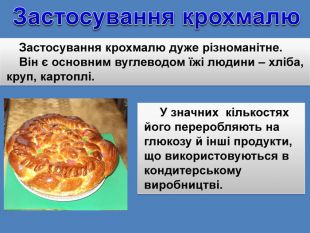 Застосування крохмалю
Застосування крохмалю дуже різноманітне.
Він є основним вуглеводом їжі людини – хліба,
круп, картоплі.
У значних кількостях
його переробляють на
глюкозу й інші продукти,
що використовуються в
кондитерському
виробництві.